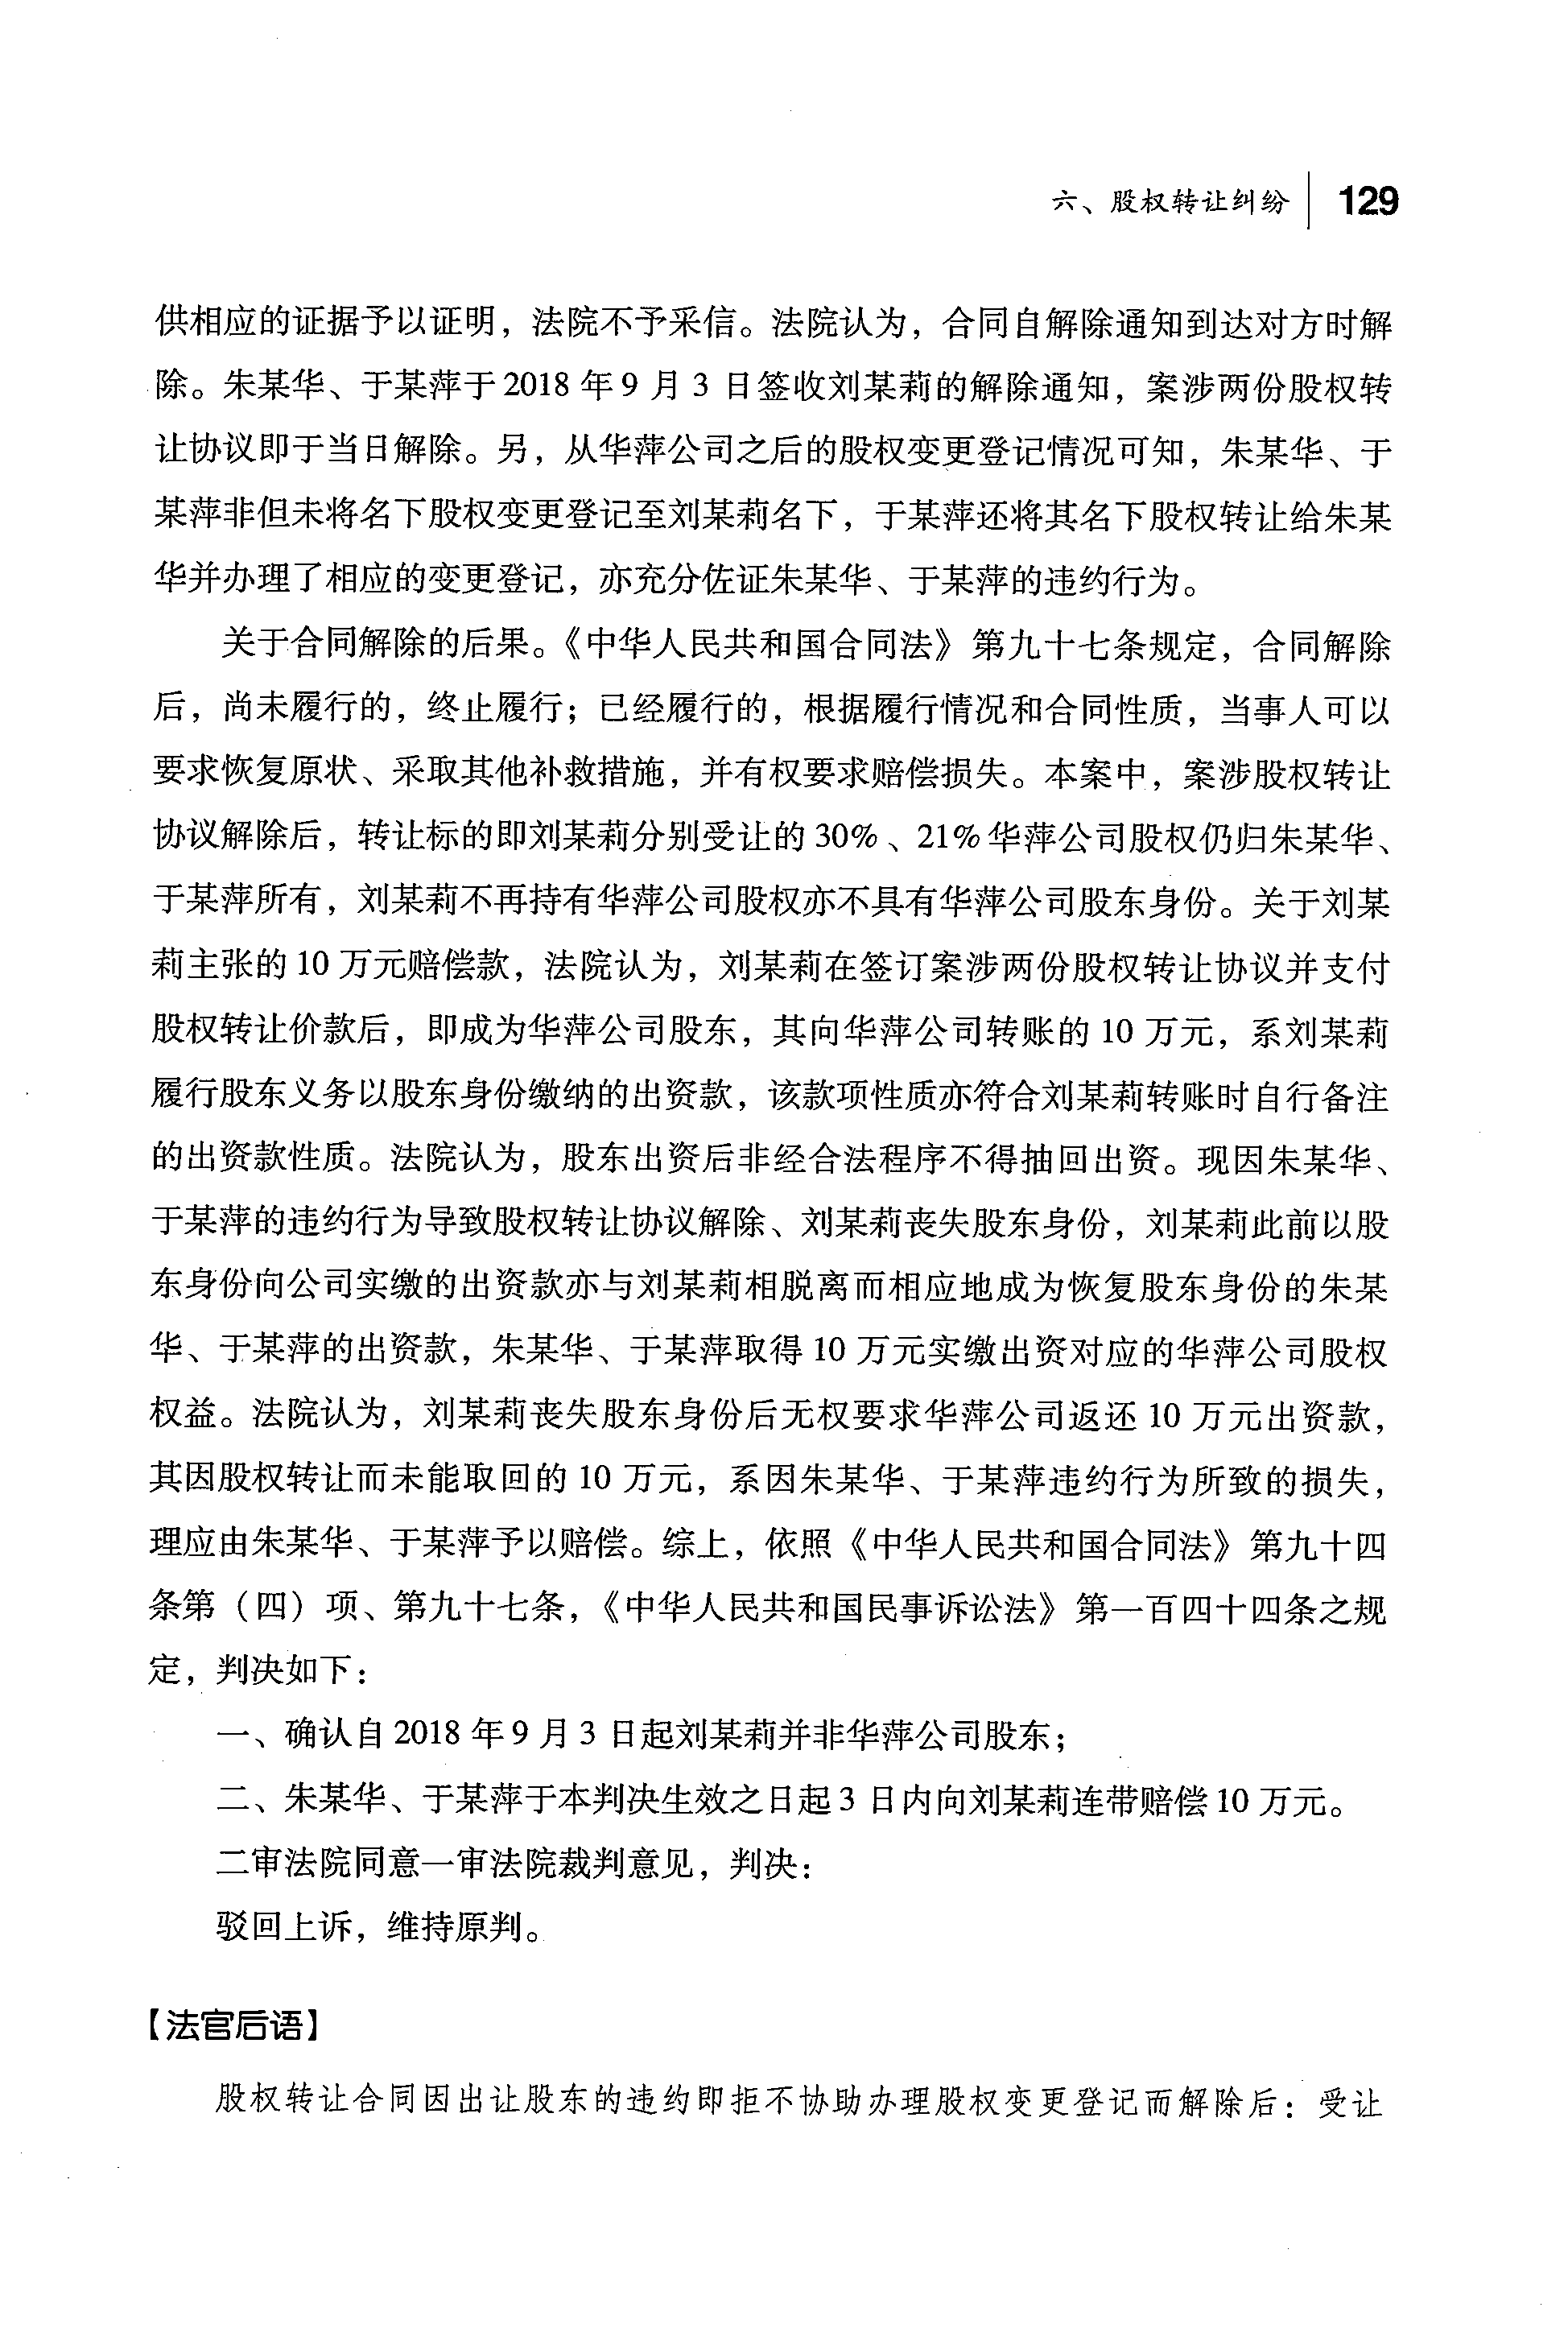 六、股权转让纠纷 129
供相应的证据予以证明，法院不予采信。法院认为，合同自解除通知到达对方时解
除。朱某华、于某萍于2018年9月3日签收刘某莉的解除通知，案涉两份股权转
让协议即于当日解除。另，从华萍公司之后的股权变更登记情况可知，朱某华、于
某萍非但未将名下股权变更登记至刘某莉名下，于某萍还将其名下股权转让给朱某
华并办理了相应的变更登记，亦充分佐证朱某华、于某萍的违约行为。
关于合同解除的后果。《中华人民共和国合同法》第九十七条规定，合同解除
后，尚未履行的，终止履行；已经履行的，根据履行情况和合同性质，当事人可以
要求恢复原状、采取其他补救措施，并有权要求赔偿损失。本案中，案涉股权转让
协议解除后，转让标的即刘某莉分别受让的30%、21%华萍公司股权仍归朱某华、
于某萍所有，刘某莉不再持有华萍公司股权亦不具有华萍公司股东身份。关于刘某
莉主张的10万元赔偿款，法院认为，刘某莉在签订案涉两份股权转让协议并支付
股权转让价款后，即成为华萍公司股东，其向华萍公司转账的10万元，系刘某莉
履行股东义务以股东身份缴纳的出资款，该款项性质亦符合刘某莉转账时自行备注
的出资款性质。法院认为，股东出资后非经合法程序不得抽回出资。现因朱某华、
于某萍的违约行为导致股权转让协议解除、刘某莉丧失股东身份，刘某莉此前以股
东身份向公司实缴的出资款亦与刘某莉相脱离而相应地成为恢复股东身份的朱某
华、于某萍的出资款，朱某华、于某萍取得10万元实缴出资对应的华萍公司股权
权益。法院认为，刘某莉丧失股东身份后无权要求华萍公司返还10万元出资款，
其因股权转让而未能取回的10万元，系因朱某华、于某萍违约行为所致的损失，
理应由朱某华、于某萍予以赔偿。综上，依照《中华人民共和国合同法》第九十四
条第（四）项、第九十七条，《中华人民共和国民事诉讼法》第一百四十四条之规
定，判决如下：
一、确认自2018年9月3日起刘某莉并非华萍公司股东；
二、朱某华、于某萍于本判决生效之日起3日内向刘某莉连带赔偿10万元。
二审法院同意一审法院裁判意见，判决：
驳回上诉，维持原判。
【法官后语】
股权转让合同因出让股东的违约即拒不协助办理股权变更登记而解除后：受让